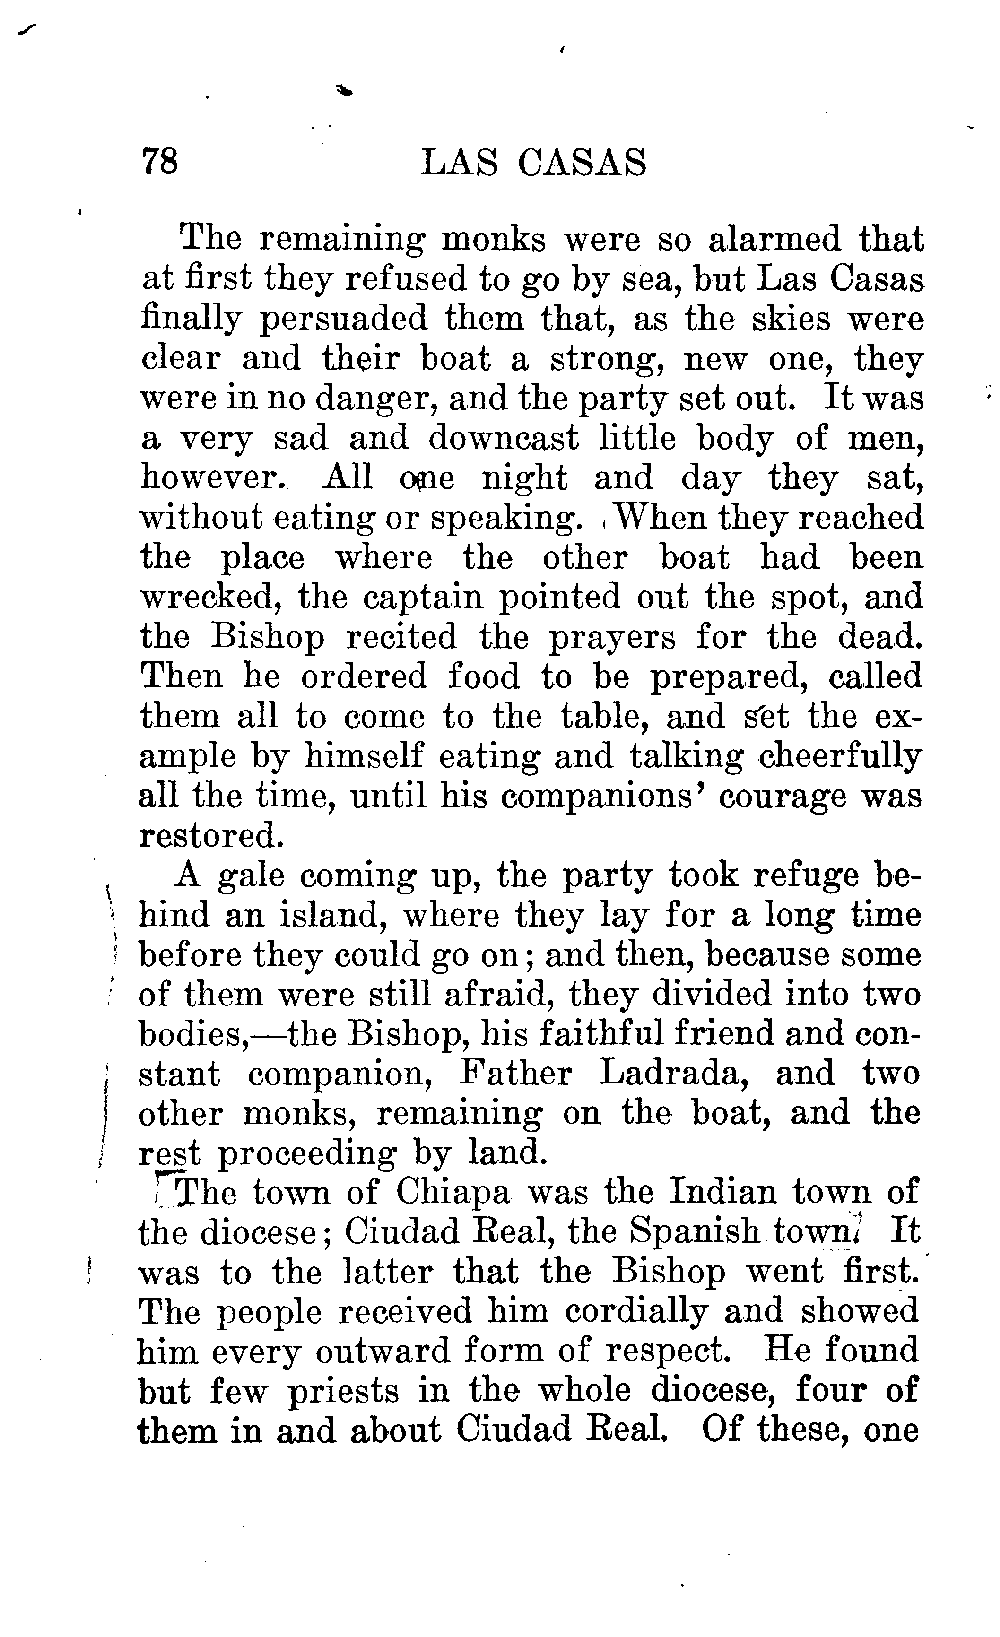 78 LAS CASAS
The remaining monks were so alarmed that
at first they refused to go by sea, but Las Casas
finally persuaded them that, as the skies were
clear and their boat a strong, new one, they
were in no danger, and the party set out. It was
a very sad and downcast little body of men,
however. All one night and day they sat,
without eating or speaking. When they reached
the place where the other boat had been
wrecked, the captain pointed out the spot, and
the Bishop recited the prayers for the dead.
Then he ordered food to be prepared, called
them all to come to the table, and set the ex-
ample by himself eating and talking cheerfully
all the time, until his companions' courage was
restored.
A gale coming up, the party took refuge be-
hind an island, where they lay for a long time
before they could go on; and then, because some
of them were still afraid, they divided into two
bodies,—the Bishop, his faithful friend and con-
stant companion, Father Ladrada, and two
other monks, remaining on the boat, and the
rest proceeding by land.
The town of Chiapa was the Indian town of
the diocese; Ciudad Real, the Spanish town. It
was to the latter that the Bishop went first.
The people received him cordially and showed
him every outward form of respect. He found
but few priests in the whole diocese, four of
them in and about Ciudad Real. Of these, one